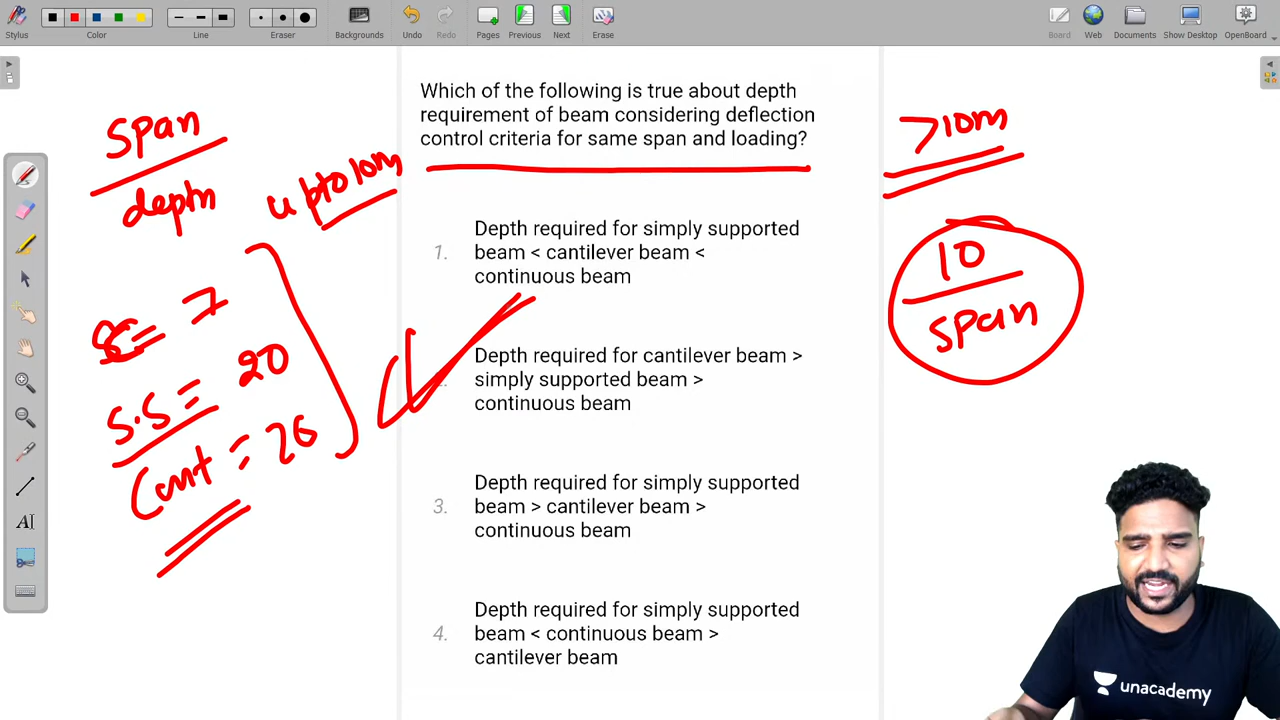 Stylus
Color
Line
Eraser
Backgrounds
Undo
Redo
Pages
Previous
Next
Erase
Board
Web
Documents
Show Desktop
OpenBoard
Which of the following is true about depth
requirement of beam considering deflection
control criteria for same span and loading?
1.
Depth required for simply supported
beam < cantilever beam <
continuous beam
Depth required for cantilever beam >
simply supported beam >
continuous beam
3.
Depth required for simply supported
beam > cantilever beam >
continuous beam
4.
Depth required for simply supported
beam < continuous beam >
cantilever beam
span
depth
upto 10m
= 7
S.S = 20
Cont = 26
>10m
10
span
unacademy